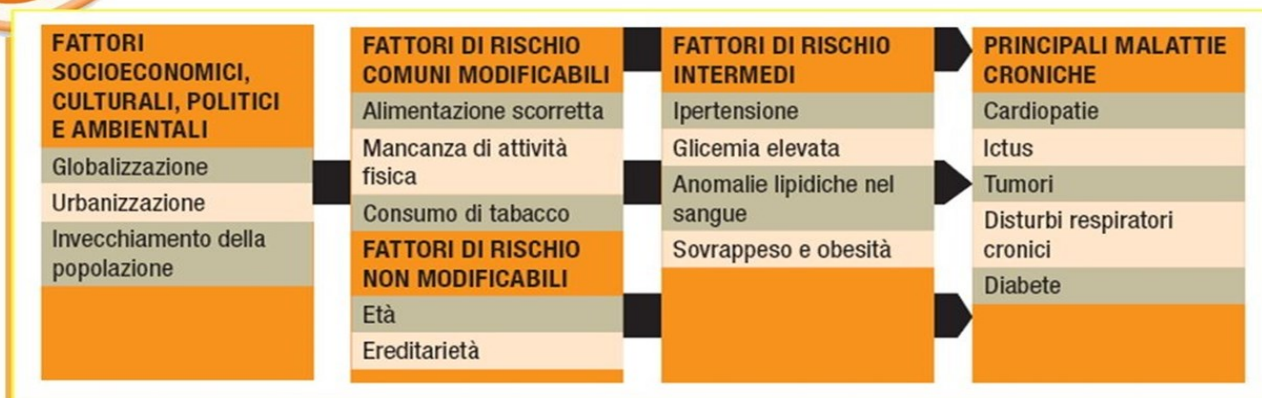 FATTORI
SOCIOECONOMICI,
CULTURALI, POLITICI
E AMBIENTALI
Globalizzazione
Urbanizzazione
Invecchiamento della
popolazione
FATTORI DI RISCHIO
COMUNI MODIFICABILI
Alimentazione scorretta
Mancanza di attività
fisica
Consumo di tabacco
FATTORI DI RISCHIO
NON MODIFICABILI
Età
Ereditarietà
FATTORI DI RISCHIO
INTERMEDI
Ipertensione
Glicemia elevata
Anomalie lipidiche nel
sangue
Sovrappeso e obesità
PRINCIPALI MALATTIE
CRONICHE
Cardiopatie
Ictus
Tumori
Disturbi respiratori
cronici
Diabete